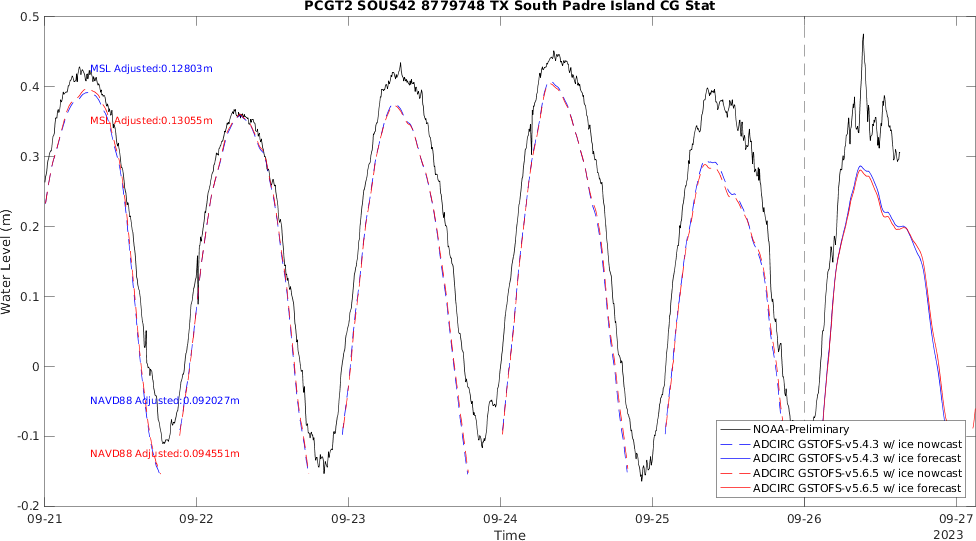 PCGT2 SOUS42 8779748 TX South Padre Island CG Stat
0.5
0.4
0.3
0.2
0.1
0
-0.1
-0.2
Water Level (m)
MSL Adjusted:0.12803m
MSL Adjusted:0.13055m
NAVD88 Adjusted:0.092027m
NAVD88 Adjusted:0.094551m
NOAA-Preliminary
ADCIRC GSTOFS-v5.4.3 w/ ice nowcast
ADCIRC GSTOFS-v5.4.3 w/ ice forecast
ADCIRC GSTOFS-v5.6.5 w/ ice nowcast
ADCIRC GSTOFS-v5.6.5 w/ ice forecast
09-21 09-22 09-23 09-24 09-25 09-26 09-27
Time 2023